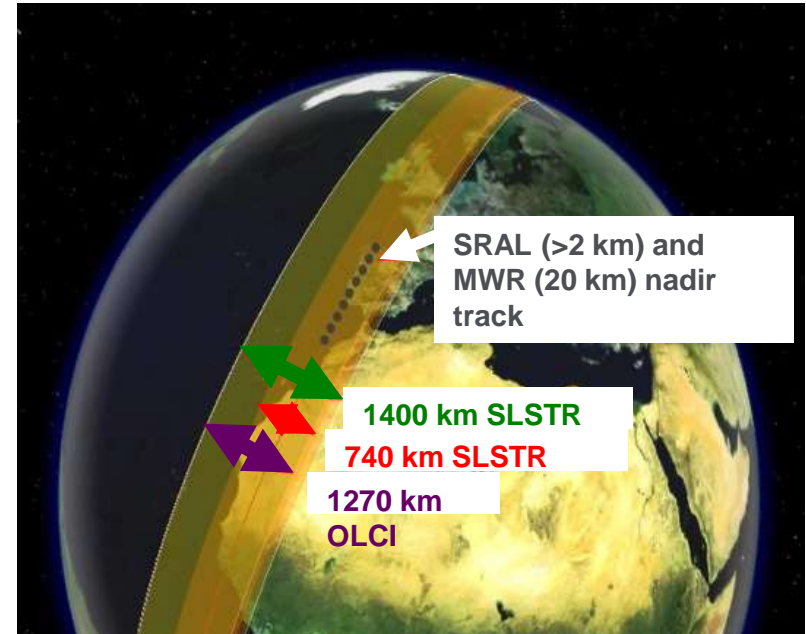 SRAL (>2 km) and
MWR (20 km) nadir
track
1400 km SLSTR
740 km SLSTR
1270 km
OLCI